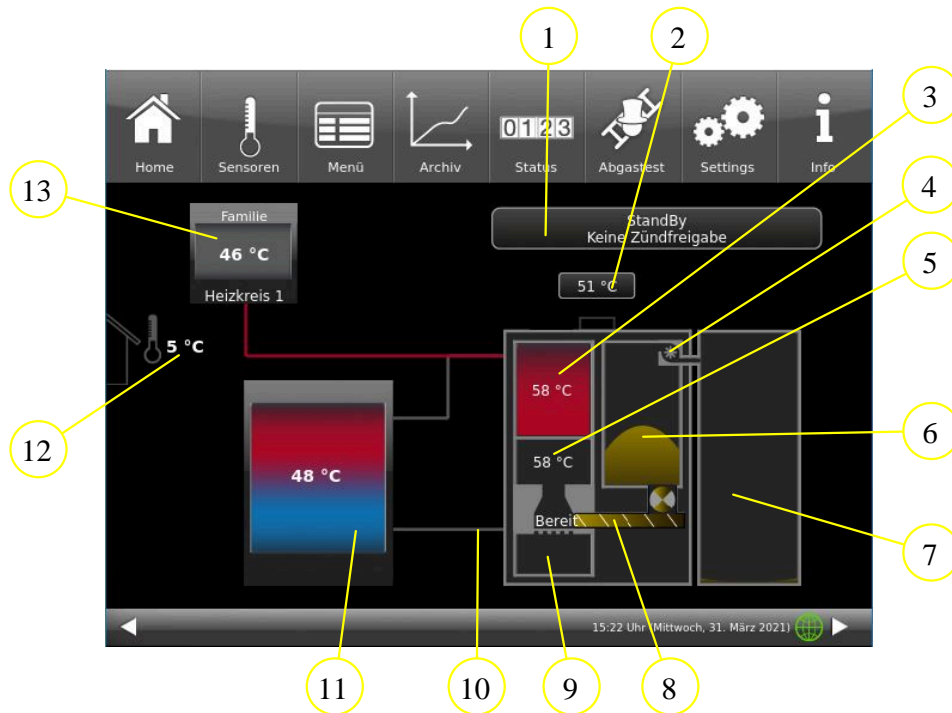 1
2
3
4
5
6
7
8
9
10
11
12
13
Home
Sensoren
Menü
Archiv
0123
Status
Abgastest
Settings
i
Info
Familie
46 °C
Heizkreis 1
StandBy
Keine Zündfreigabe
51 °C
5 °C
58 °C
58 °C
48 °C
Bereit
15:22 Uhr (Mittwoch, 31. März 2021)